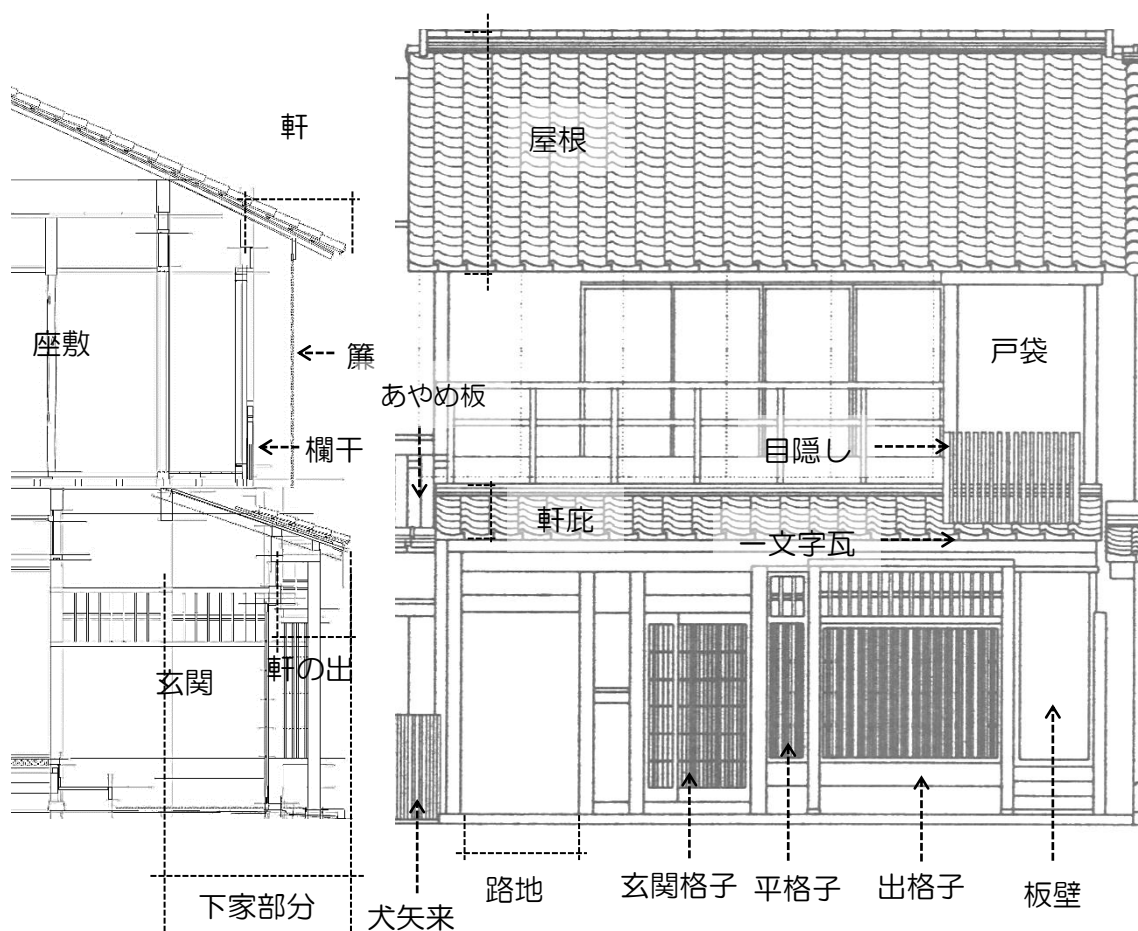 軒
屋根
座敷
簾
戸袋
あやめ板
欄干
目隠し
軒庇
一文字瓦
軒の出
玄関
下家部分
犬矢来
路地
玄関格子
平格子
出格子
板壁